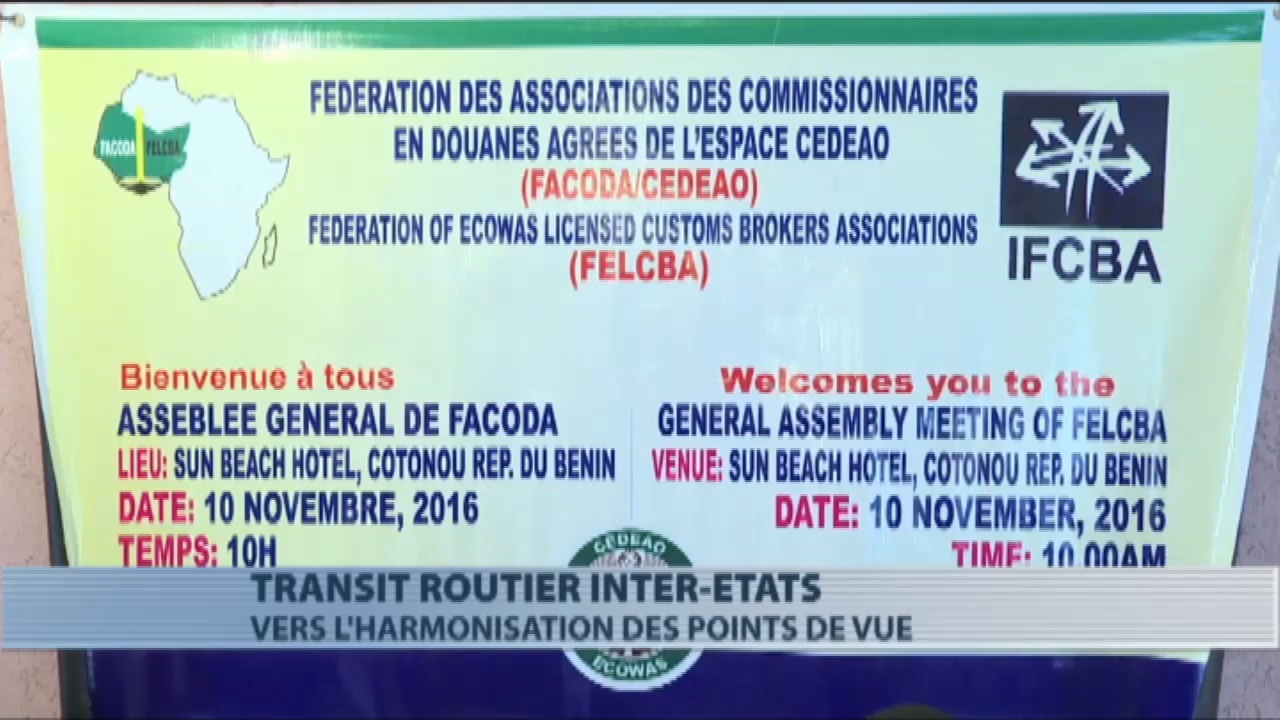 FEDERATION DES ASSOCIATIONS DES COMMISSIONNAIRES
EN DOUANES AGREES DE L'ESPACE CEDEAO
(FACODA/CEDEAO)
FEDERATION OF ECOWAS LICENSED CUSTOMS BROKERS ASSOCIATIONS
(FELCBA)
FACODA FELCBA
IFCBA
Bienvenue à tous
ASSEBLEE GENERAL DE FACODA
LIEU: SUN BEACH HOTEL, COTONOU REP. DU BENIN
DATE: 10 NOVEMBRE, 2016
TEMPS: 10H
Welcomes you to the
GENERAL ASSEMBLY MEETING OF FELCBA
VENUE: SUN BEACH HOTEL, COTONOU REP. DU BENIN
DATE: 10 NOVEMBER, 2016
TIME: 10.00AM
CEDEAO
TRANSIT ROUTIER INTER-ETATS
VERS L'HARMONISATION DES POINTS DE VUE
ECOWAS